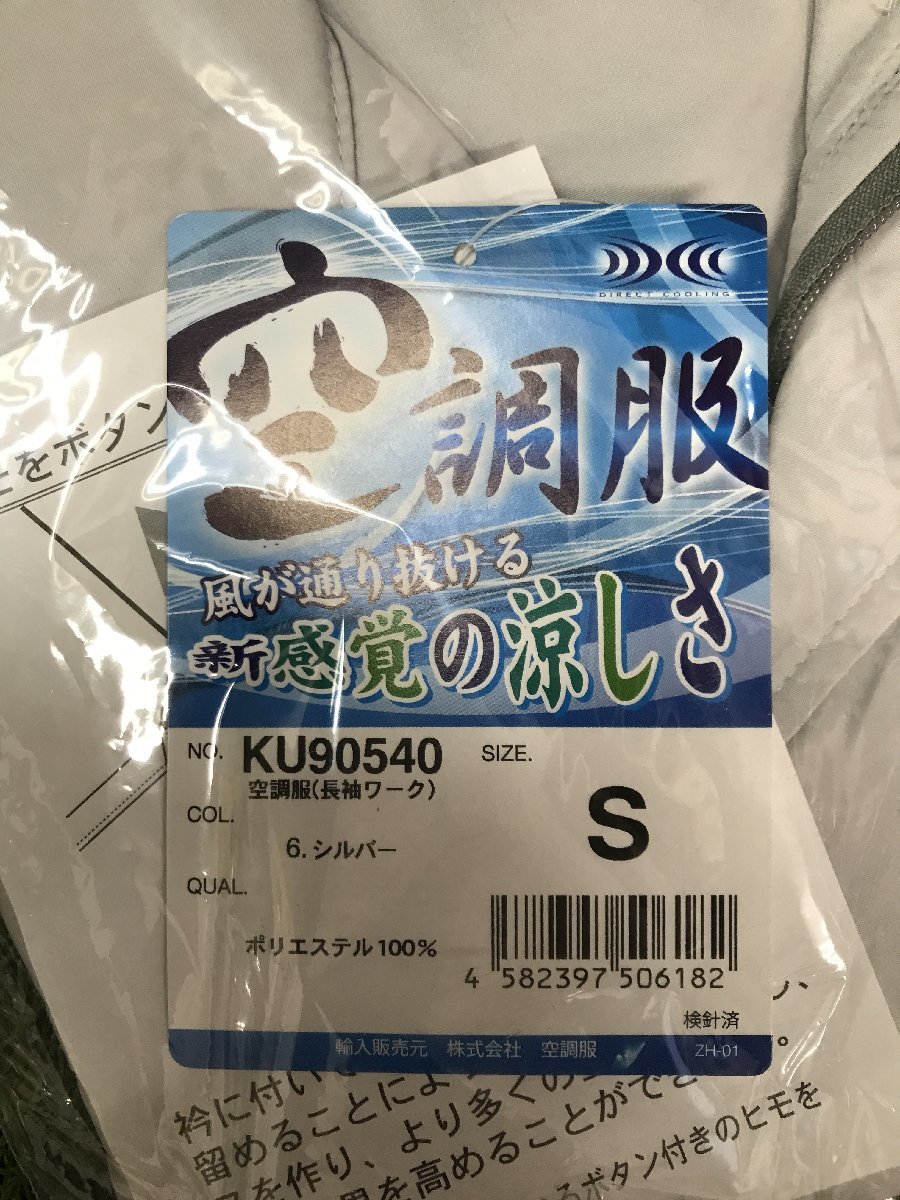 DIRECT COOLING
空調服
風が通り抜ける
新感覚の涼しさ
NO. KU90540
空調服(長袖ワーク)
SIZE.
S
COL.
6.シルバー
QUAL.
ポリエステル100%
4 582397 506182
検針済
輸入販売元 株式会社 空調服
ZH-01
をボタン
衿に付い
留めることによ
を作り、より多くの
を高めることができ
。
るボタン付きのヒモを